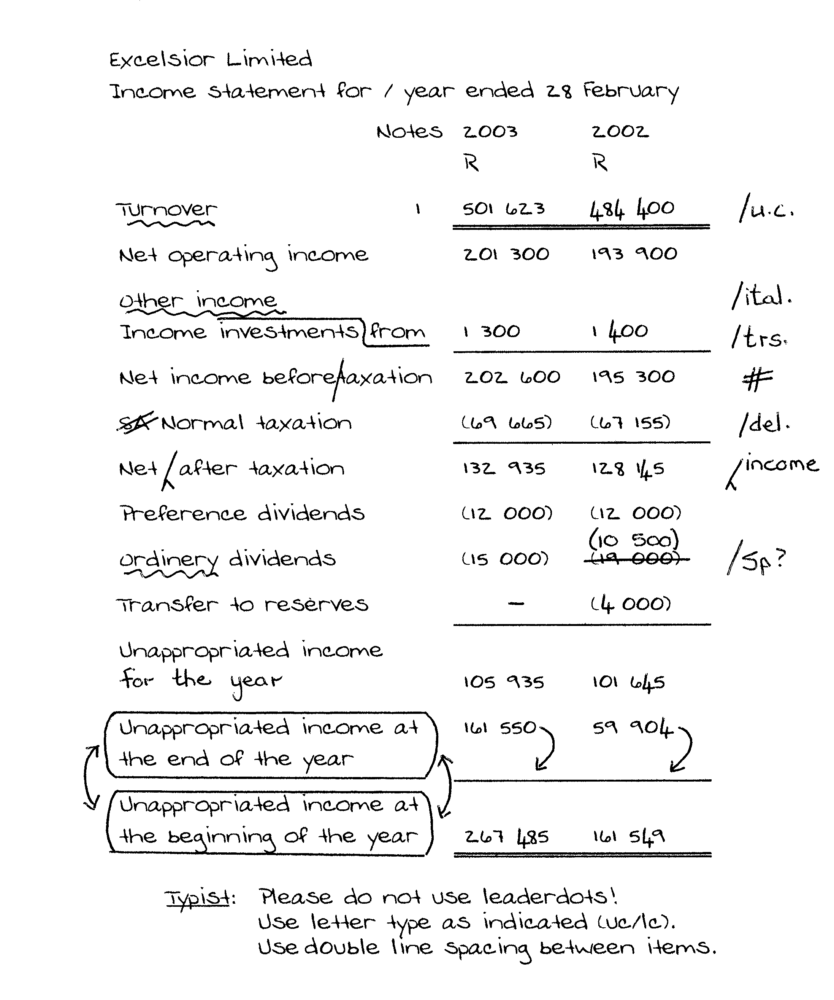 Excelsior Limited
Income statement for / year ended 28 February
Notes 2003 2002
R R
Turnover 1 501 623 484 400 /u.c.
Net operating income 201 300 193 900
Other income /ital.
Income investments from 1 300 1 400 /trs.
Net income before/taxation 202 600 195 300 #
SA Normal taxation (69 665) (67 155) /del.
Net / after taxation 132 935 128 145 /income
Preference dividends (12 000) (12 000)
(10 500)
Ordinery dividends (15 000) (19 000) /Sp?
Transfer to reserves - (4 000)
Unappropriated income
for the year 105 935 101 645
Unappropriated income at 161 550 59 904
the end of the year
Unappropriated income at
the beginning of the year 267 485 161 549
Typist: Please do not use leaderdots!
Use letter type as indicated (uc/lc).
Use double line spacing between items.